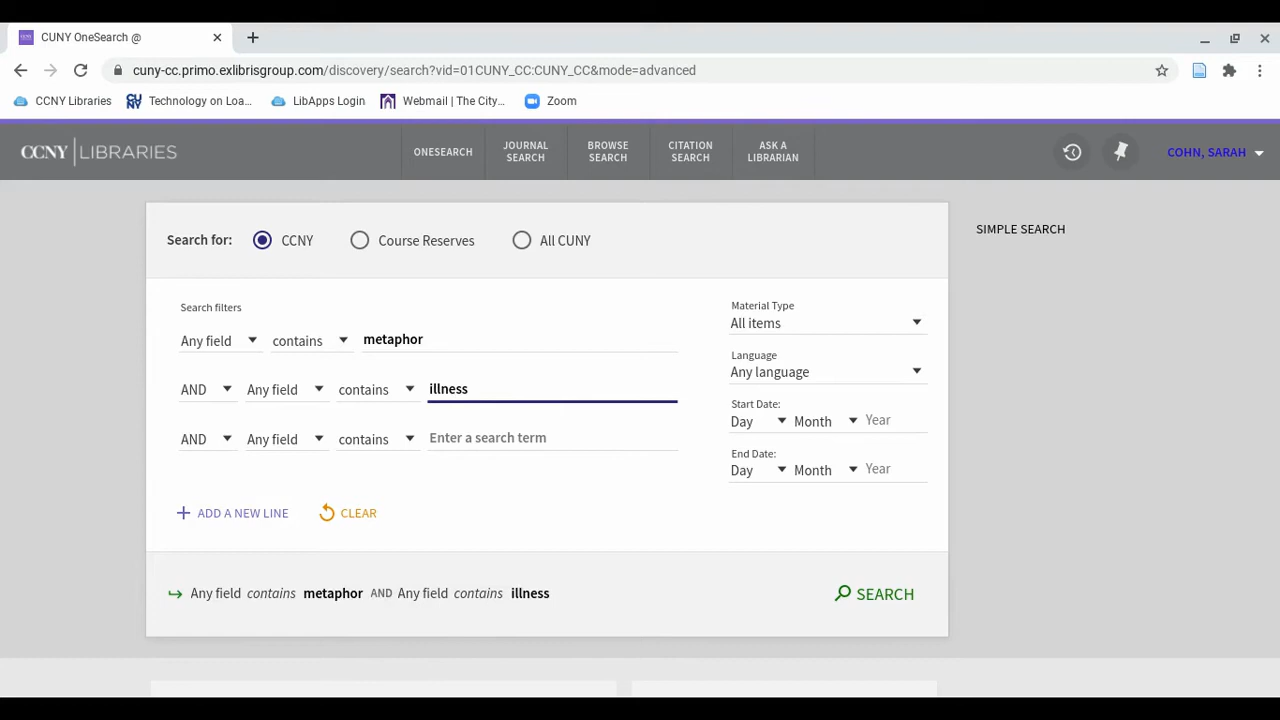 CUNY OneSearch @
cuny-cc.primo.exlibrisgroup.com/discovery/search?vid=01CUNY_CC:CUNY_CC&mode=advanced
CCNY Libraries Technology on Loa... LibApps Login Webmail | The City... Zoom
CCNY LIBRARIES ONESEARCH JOURNAL SEARCH BROWSE SEARCH CITATION SEARCH ASK A LIBRARIAN COHN, SARAH
Search for: CCNY Course Reserves All CUNY
SIMPLE SEARCH
Search filters
Any field contains metaphor
AND Any field contains illness
AND Any field contains Enter a search term
Material Type
All items
Language
Any language
Start Date:
Day Month Year
End Date:
Day Month Year
ADD A NEW LINE CLEAR
Any field contains metaphor AND Any field contains illness
SEARCH